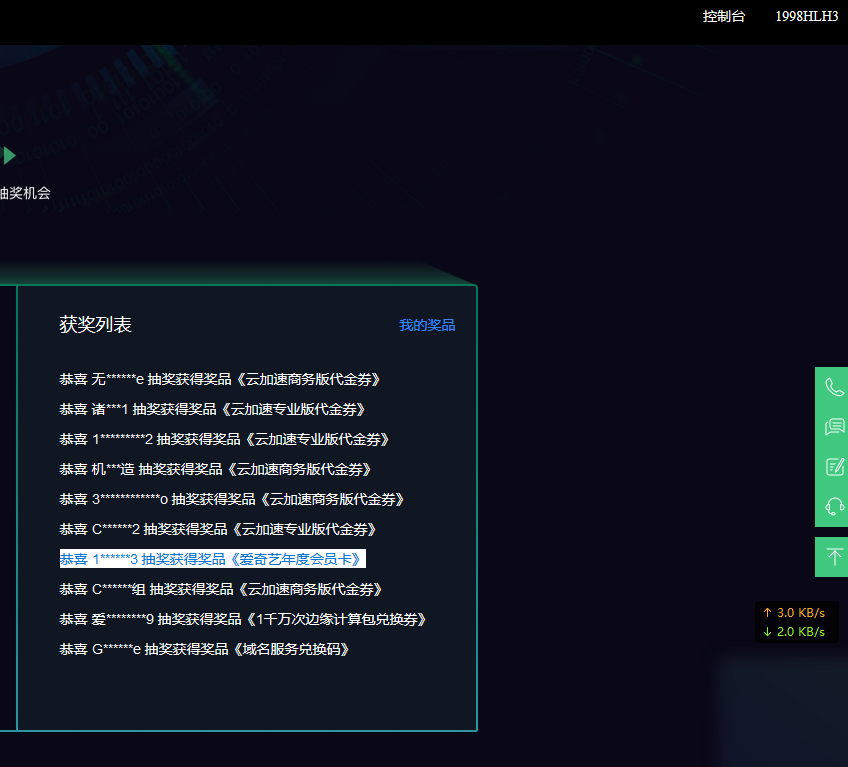 控制台 1998HLH3
抽奖机会
获奖列表 我的奖品
恭喜 无******e 抽奖获得奖品《云加速商务版代金券》
恭喜 诸***1 抽奖获得奖品《云加速专业版代金券》
恭喜 1*********2 抽奖获得奖品《云加速专业版代金券》
恭喜 机***造 抽奖获得奖品《云加速商务版代金券》
恭喜 3************o 抽奖获得奖品《云加速商务版代金券》
恭喜 C******2 抽奖获得奖品《云加速专业版代金券》
恭喜 1******3 抽奖获得奖品《爱奇艺年度会员卡》
恭喜 C******组 抽奖获得奖品《云加速商务版代金券》
恭喜 爱********9 抽奖获得奖品《1千万次边缘计算包兑换券》
恭喜 G******e 抽奖获得奖品《域名服务兑换码》
↑ 3.0 KB/s
↓ 2.0 KB/s